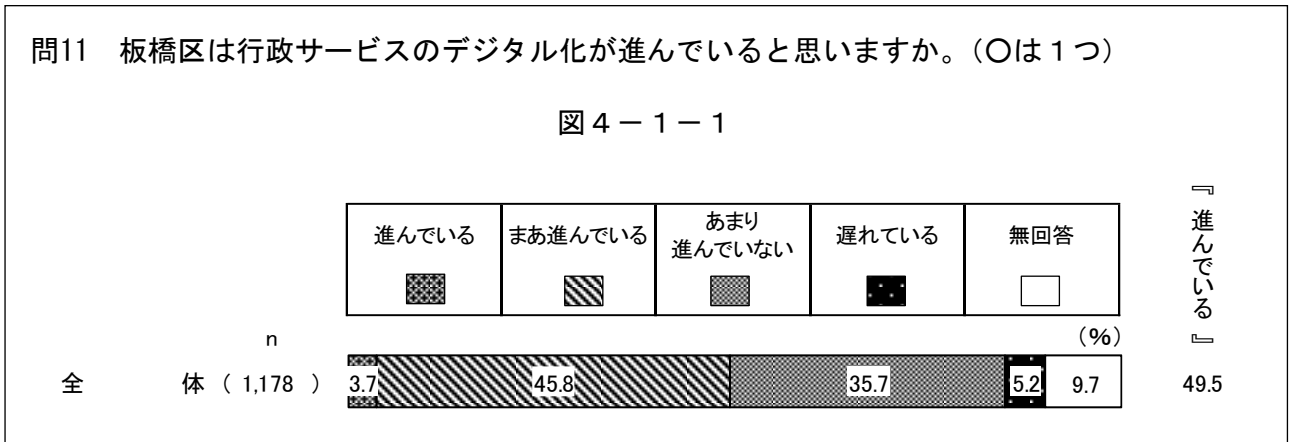 問11　板橋区は行政サービスのデジタル化が進んでいると思いますか。（〇は１つ）
図４－１－１
進んでいる
まあ進んでいる
あまり
進んでいない
遅れている
無回答
『進んでいる』
n
（％）
全　体（ 1,178 ）
3.7
45.8
35.7
5.2
9.7
49.5